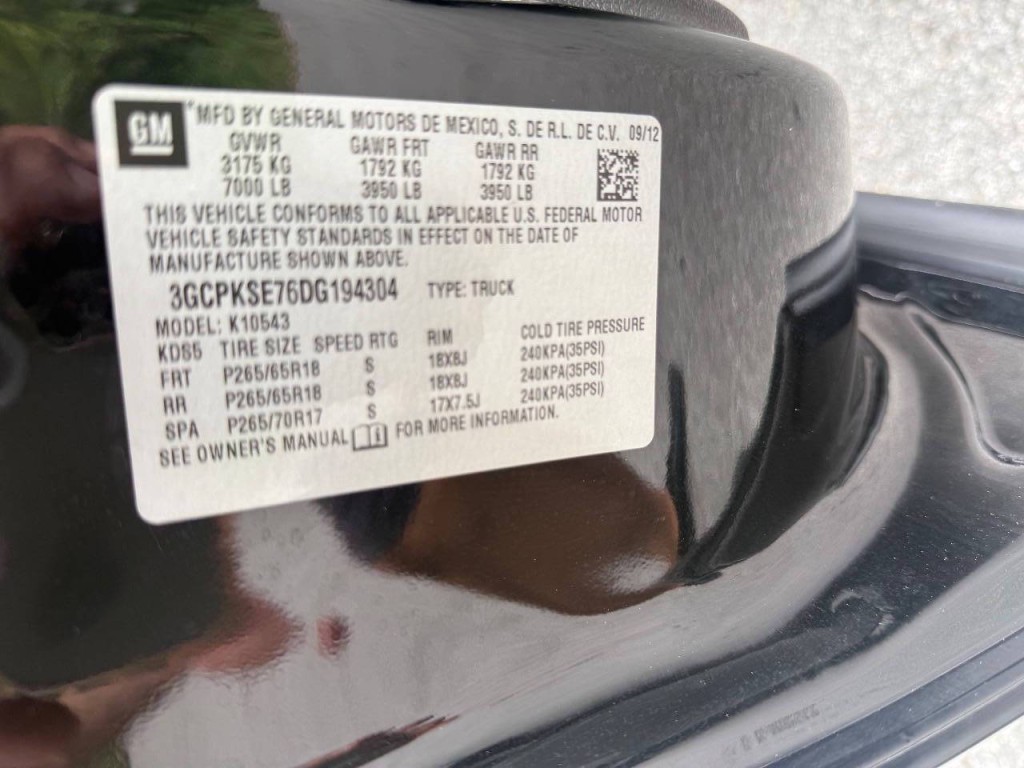 GM
*MFD BY GENERAL MOTORS DE MEXICO, S. DE R.L. DE C.V. 09/12
GVWR GAWR FRT GAWR RR
3175 KG 1792 KG 1792 KG
7000 LB 3950 LB 3950 LB
THIS VEHICLE CONFORMS TO ALL APPLICABLE U.S. FEDERAL MOTOR
VEHICLE SAFETY STANDARDS IN EFFECT ON THE DATE OF
MANUFACTURE SHOWN ABOVE.
3GCPKSE76DG194304 TYPE: TRUCK
MODEL: K10543
KDS5 TIRE SIZE SPEED RTG RIM COLD TIRE PRESSURE
FRT P265/65R18 S 18X8J 240KPA(35PSI)
RR P265/65R18 S 18X8J 240KPA(35PSI)
SPA P265/70R17 S 17X7.5J 240KPA(35PSI)
SEE OWNER'S MANUAL FOR MORE INFORMATION.